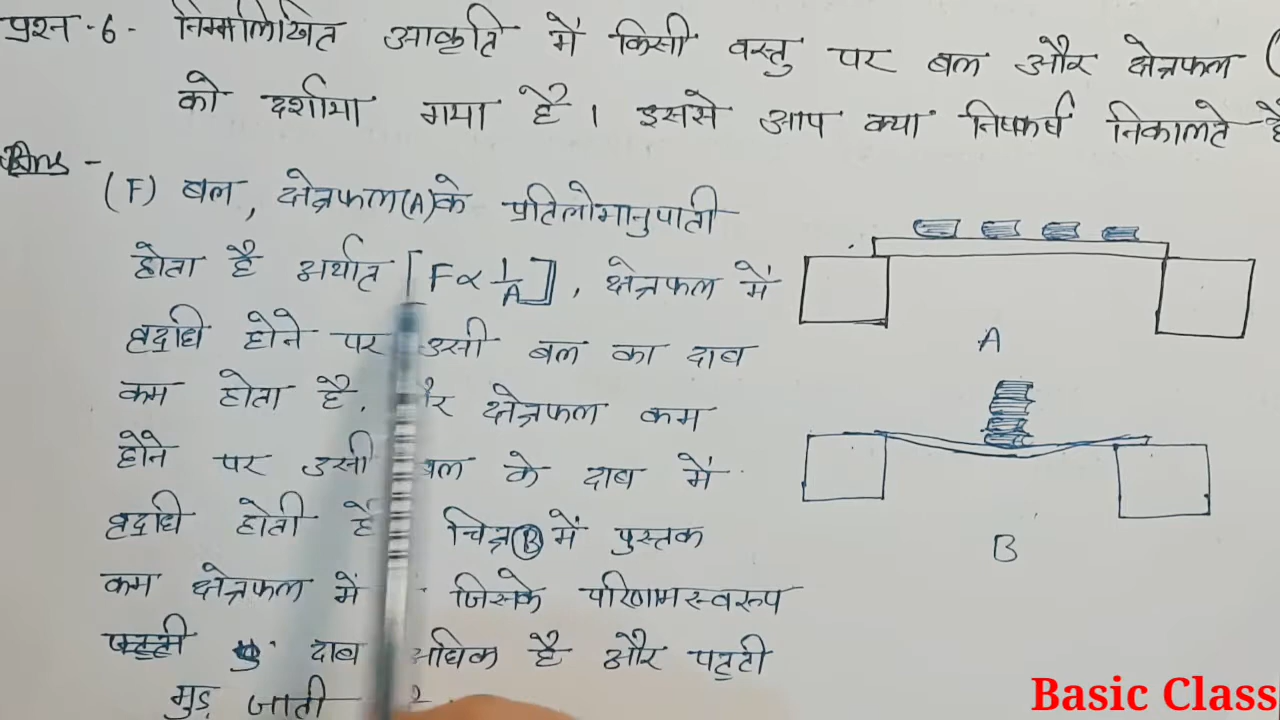 प्रश्न -6- निम्नलिखित आकृति में किसी वस्तु पर बल और क्षेत्रफल (
को दर्शाया गया है । इससे आप क्या निष्कर्ष निकालते है
Ans -
(F) बल, क्षेत्रफल(A)के प्रतिलोमानुपाती
होता है अर्थात [F∝ 1/A], क्षेत्रफल में
व्रद्धि होने पर उसी बल का दाब
कम होता है. क्षेत्रफल कम
होने पर उसी बल के दाब में
व्रद्धि होती है चित्र(B)में पुस्तक
कम क्षेत्रफल में जिसके परिणामस्वरूप
दाब अधिक है और पट्टी
मुड़ जाती
A
B
Basic Class